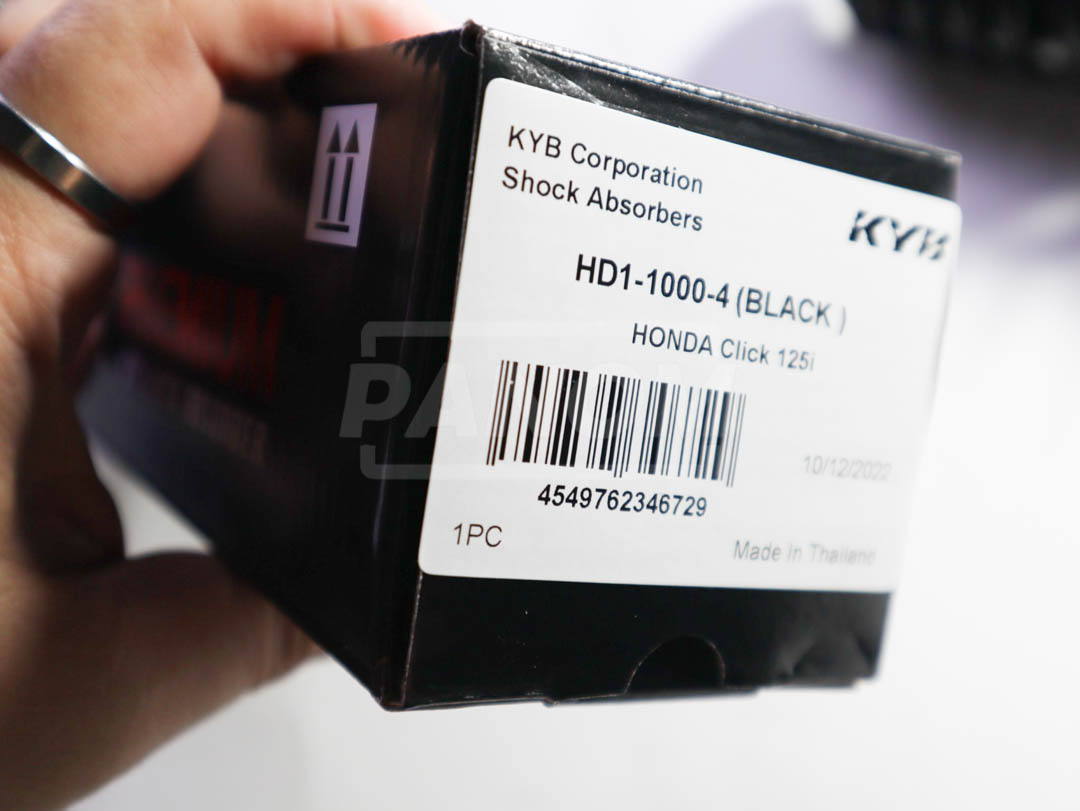 KYB Corporation
Shock Absorbers
KYB
HD1-1000-4 (BLACK )
HONDA Click 125i
4549762346729
10/12/2022
1PC
Made In Thailand